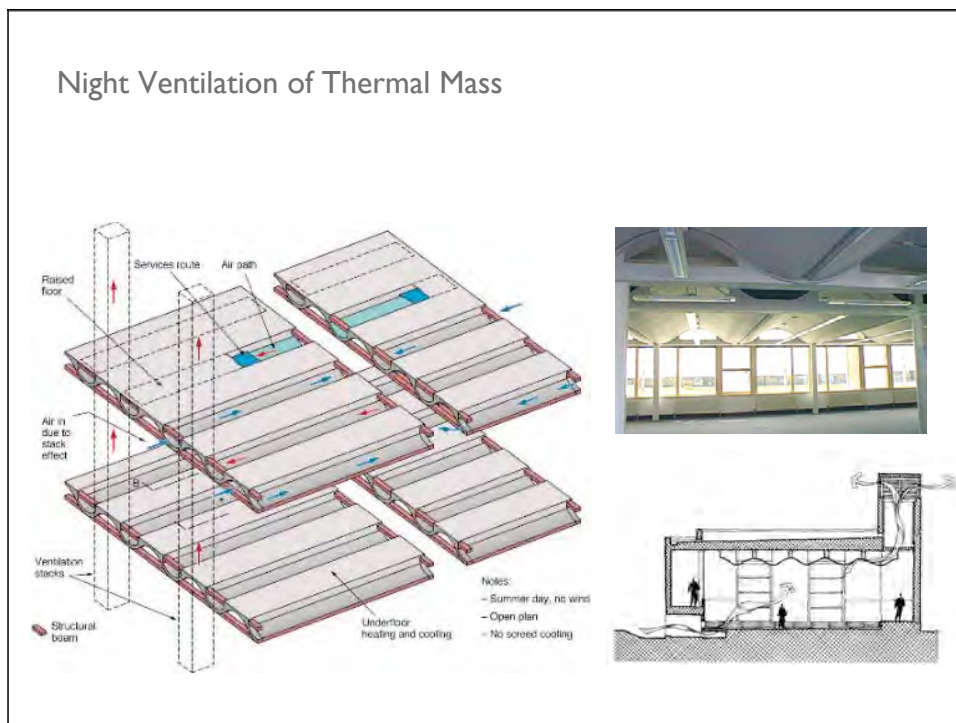 Night Ventilation of Thermal Mass
Services route
Air path
Raised
floor
Air in
due to
stack
effect
Ventilation
stacks
Structural
beam
Underfloor
heating and cooling
Notes:
– Summer day, no wind
– Open plan
– No screed cooling